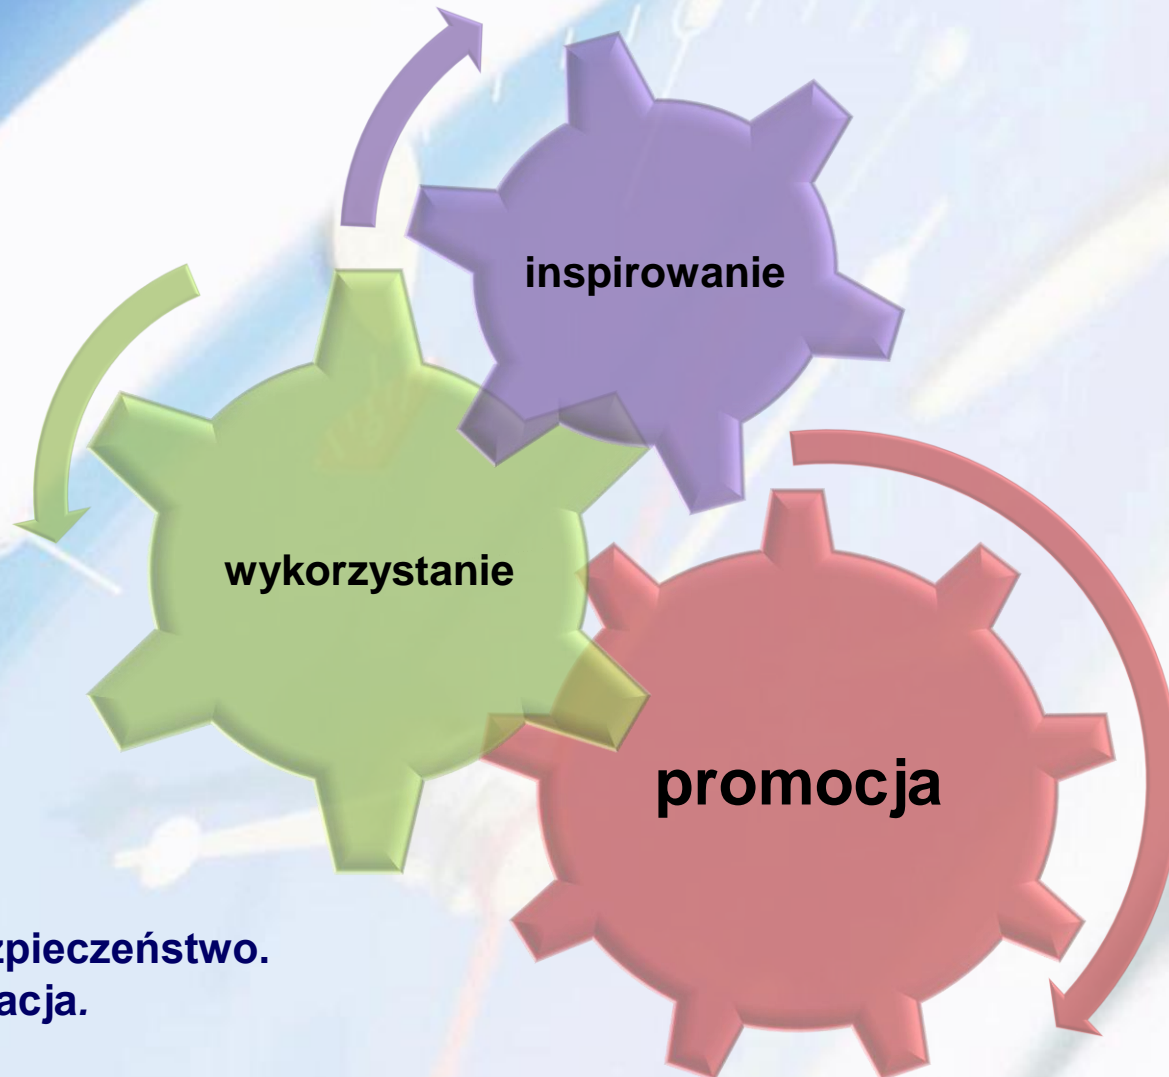 inspirowanie
wykorzystanie
promocja
zpieczeństwo.
acja.